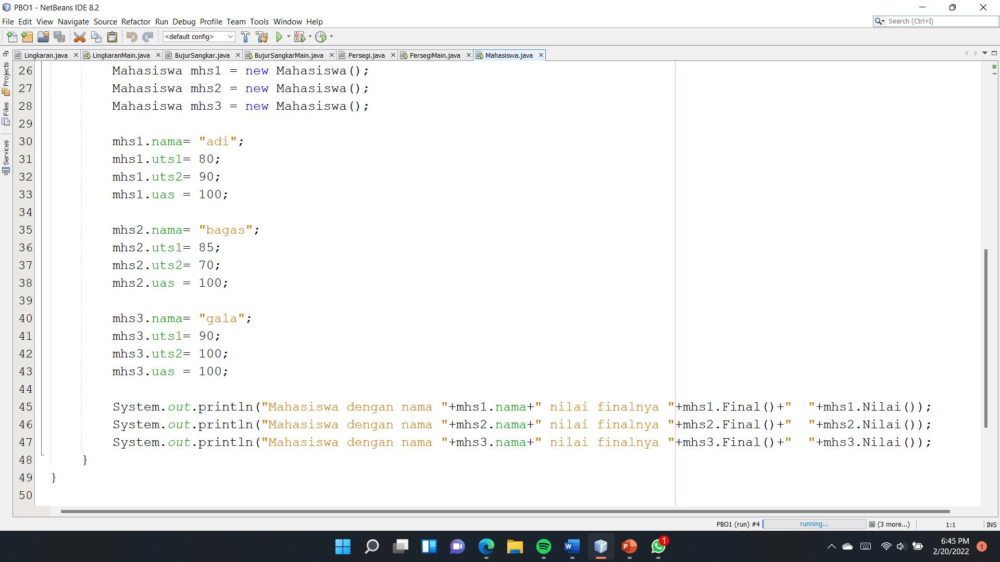 PBO1 - NetBeans IDE 8.2
File Edit View Navigate Source Refactor Run Debug Profile Team Tools Window Help
Search (Ctrl+I)
<default config>
Lingkaran.java LingkaranMain.java BujurSangkar.java BujurSangkarMain.java Persegi.java PersegiMain.java Mahasiswa.java
Projects
Files
Services
26 Mahasiswa mhs1 = new Mahasiswa();
27 Mahasiswa mhs2 = new Mahasiswa();
28 Mahasiswa mhs3 = new Mahasiswa();
29
30 mhs1.nama= "adi";
31 mhs1.uts1= 80;
32 mhs1.uts2= 90;
33 mhs1.uas = 100;
34
35 mhs2.nama= "bagas";
36 mhs2.uts1= 85;
37 mhs2.uts2= 70;
38 mhs2.uas = 100;
39
40 mhs3.nama= "gala";
41 mhs3.uts1= 90;
42 mhs3.uts2= 100;
43 mhs3.uas = 100;
44
45 System.out.println("Mahasiswa dengan nama "+mhs1.nama+" nilai finalnya "+mhs1.Final()+"  "+mhs1.Nilai());
46 System.out.println("Mahasiswa dengan nama "+mhs2.nama+" nilai finalnya "+mhs2.Final()+"  "+mhs2.Nilai());
47 System.out.println("Mahasiswa dengan nama "+mhs3.nama+" nilai finalnya "+mhs3.Final()+"  "+mhs3.Nilai());
48 }
49 }
50
PBO1 (run) #4 running... (3 more...) 1:1 INS
1
6:45 PM
2/20/2022
1